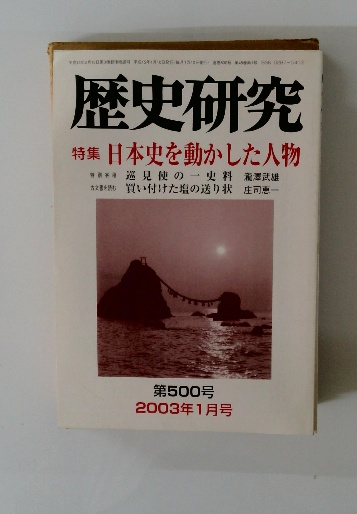 歴史研究
特集 日本史を動かした人物
巡見使の一史料 瀧澤武雄
買い付けた塩の送り状 庄司恵一
第500号
2003年1月号